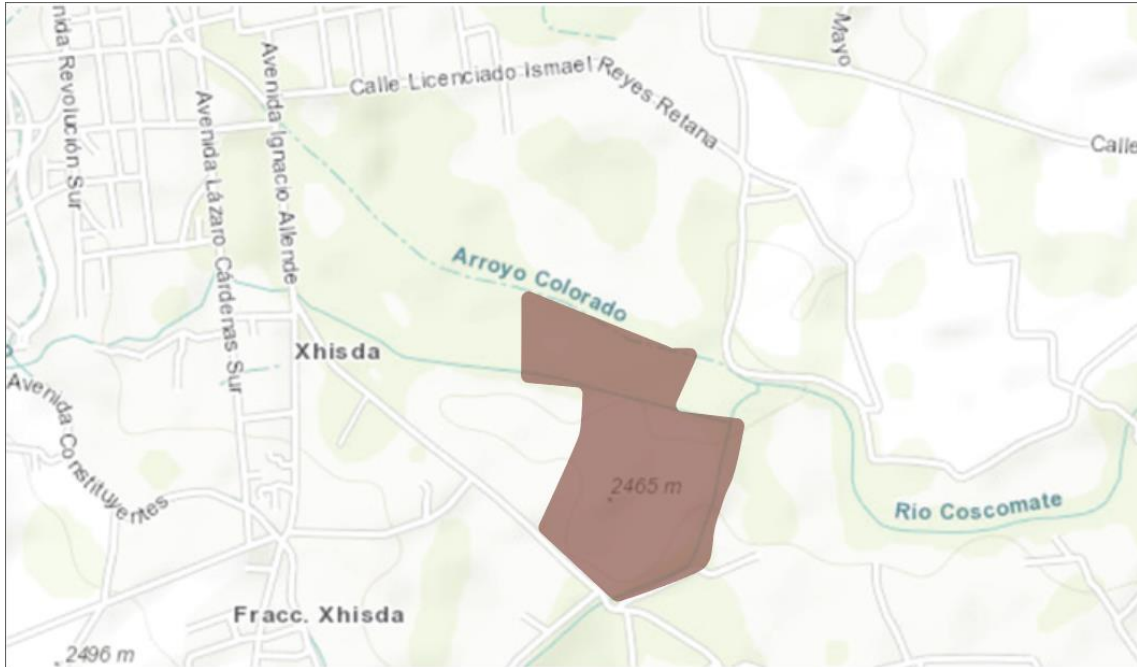 nida Revolución Sur
Avenida Ignacio Allende
Avenida Lázaro Cárdenas Sur
Calle Licenciado Ismael Reyes Retana
Mayo
Calle
Arroyo Colorado
Xhisda
Avenida Constituyentes
2465 m
Rio Coscomate
Fracc. Xhisda
2496 m